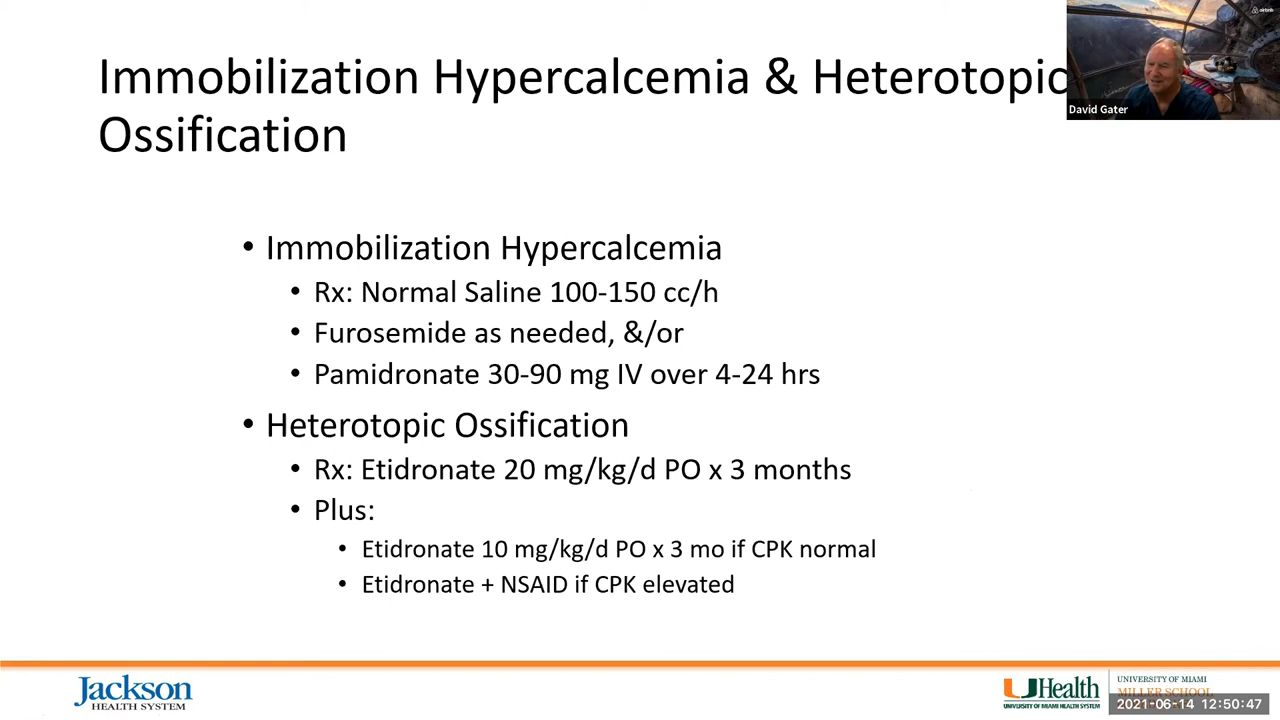 Immobilization Hypercalcemia & Heterotopic
Ossification
airbnb
David Gater
• Immobilization Hypercalcemia
• Rx: Normal Saline 100-150 cc/h
• Furosemide as needed, &/or
• Pamidronate 30-90 mg IV over 4-24 hrs
• Heterotopic Ossification
• Rx: Etidronate 20 mg/kg/d PO x 3 months
• Plus:
• Etidronate 10 mg/kg/d PO x 3 mo if CPK normal
• Etidronate + NSAID if CPK elevated
Jackson
HEALTH SYSTEM
UHealth
UNIVERSITY OF MIAMI HEALTH SYSTEM
UNIVERSITY OF MIAMI
MILLER SCHOOL
2021-06-14 12:50:47